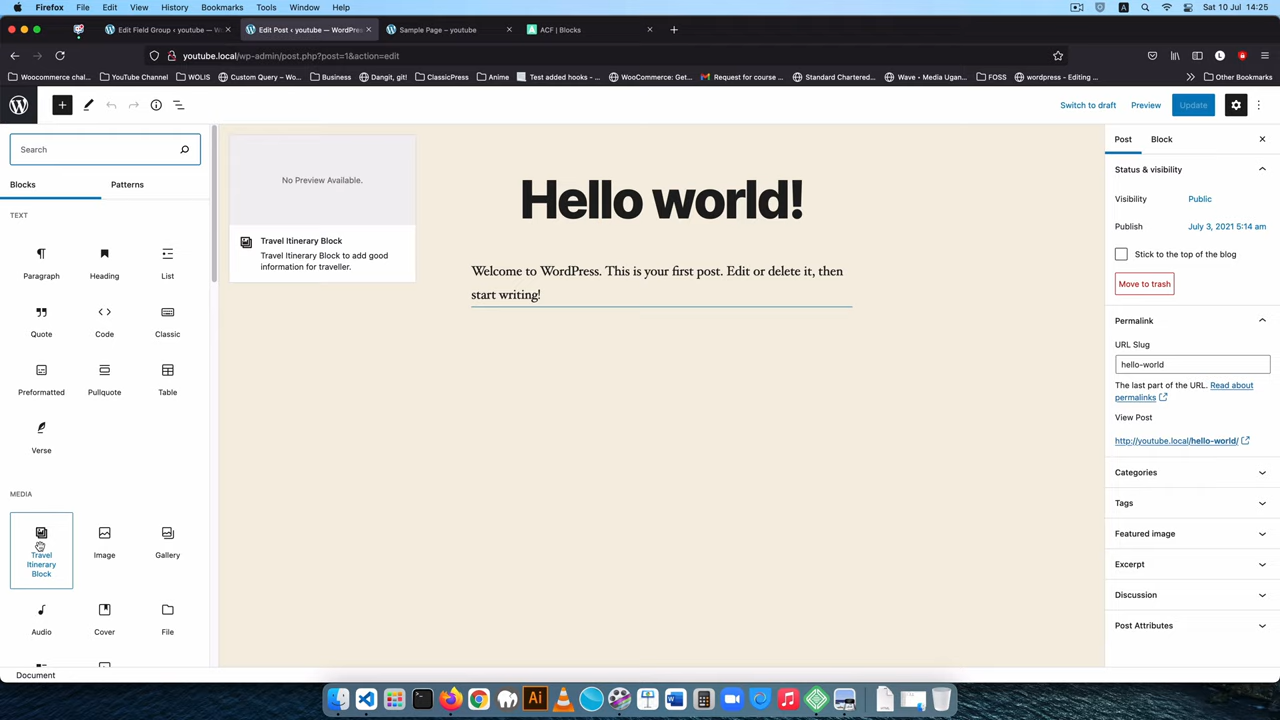 Firefox File Edit View History Bookmarks Tools Window Help Sat 10 Jul 14:25
Edit Field Group ‹ youtube — W
Edit Post ‹ youtube — WordPres
Sample Page – youtube
ACF | Blocks
youtube.local/wp-admin/post.php?post=1&action=edit
Woocommerce chal... YouTube Channel WOLIS Custom Query – Wo... Business Dangit, git! ClassicPress Anime Test added hooks -... WooCommerce: Get... Request for course ... Standard Chartered... Wave • Media Ugan... FOSS wordpress - Editing ... Other Bookmarks
Switch to draft Preview Update
Search
Blocks Patterns
TEXT
Paragraph Heading List
Quote Code Classic
Preformatted Pullquote Table
Verse
MEDIA
Travel
Itinerary
Block
Image Gallery
Audio Cover File
Document
No Preview Available.
Travel Itinerary Block
Travel Itinerary Block to add good
information for traveller.
Hello world!
Welcome to WordPress. This is your first post. Edit or delete it, then
start writing!
Post Block
Status & visibility
Visibility Public
Publish July 3, 2021 5:14 am
Stick to the top of the blog
Move to trash
Permalink
URL Slug
hello-world
The last part of the URL. Read about
permalinks
View Post
http://youtube.local/hello-world/
Categories
Tags
Featured image
Excerpt
Discussion
Post Attributes